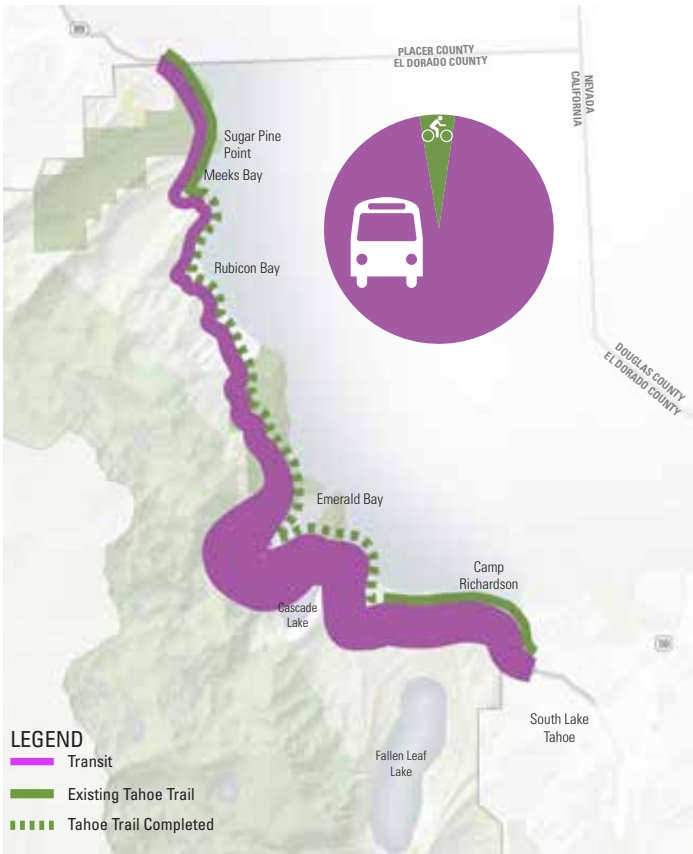 89
PLACER COUNTY
EL DORADO COUNTY
NEVADA
CALIFORNIA
Sugar Pine
Point
Meeks Bay
Rubicon Bay
DOUGLAS COUNTY
EL DORADO COUNTY
Emerald Bay
Camp
Richardson
Cascade
Lake
50
South Lake
Tahoe
Fallen Leaf
Lake
LEGEND
Transit
Existing Tahoe Trail
Tahoe Trail Completed